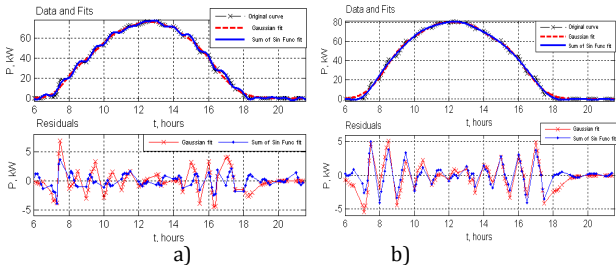 Data and Fits
Original curve
Gaussian fit
Sum of Sin Func fit
P, kW
60
40
20
0
6 8 10 12 14 16 18 20
t, hours
Residuals
Gaussian fit
Sum of Sin Func fit
P, kW
5
0
-5
6 8 10 12 14 16 18 20
t, hours
a)
Data and Fits
- Original curve
Gaussian fit
Sum of Sin Func fit
P, kW
80
60
40
20
0
6 8 10 12 14 16 18 20
t, hours
Residuals
Gaussian fit
Sum of Sin Func fit
P, kW
5
0
-5
6 8 10 12 14 16 18 20
t, hours
b)